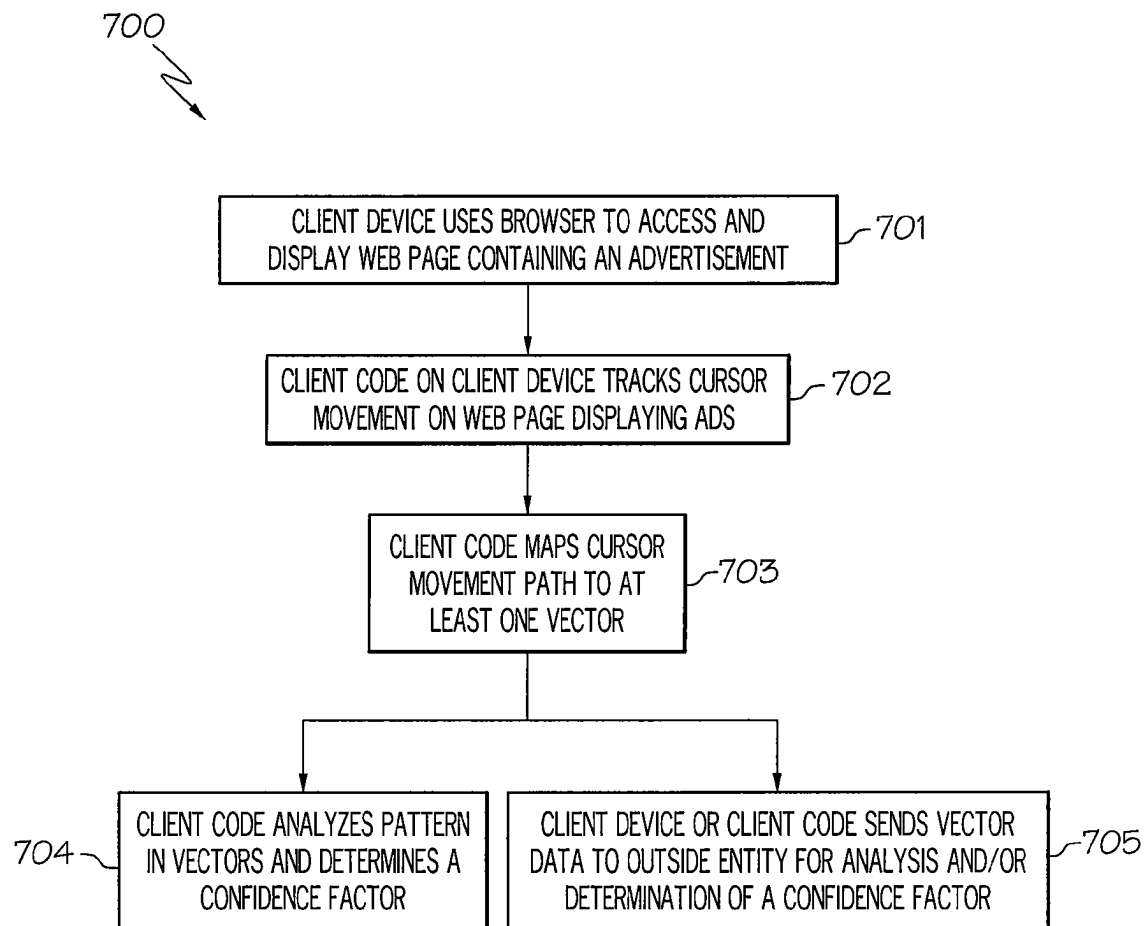 700
CLIENT DEVICE USES BROWSER TO ACCESS AND
DISPLAY WEB PAGE CONTAINING AN ADVERTISEMENT
701
CLIENT CODE ON CLIENT DEVICE TRACKS CURSOR
MOVEMENT ON WEB PAGE DISPLAYING ADS
702
CLIENT CODE MAPS CURSOR
MOVEMENT PATH TO AT
LEAST ONE VECTOR
703
704
CLIENT CODE ANALYZES PATTERN
IN VECTORS AND DETERMINES A
CONFIDENCE FACTOR
CLIENT DEVICE OR CLIENT CODE SENDS VECTOR
DATA TO OUTSIDE ENTITY FOR ANALYSIS AND/OR
DETERMINATION OF A CONFIDENCE FACTOR
705